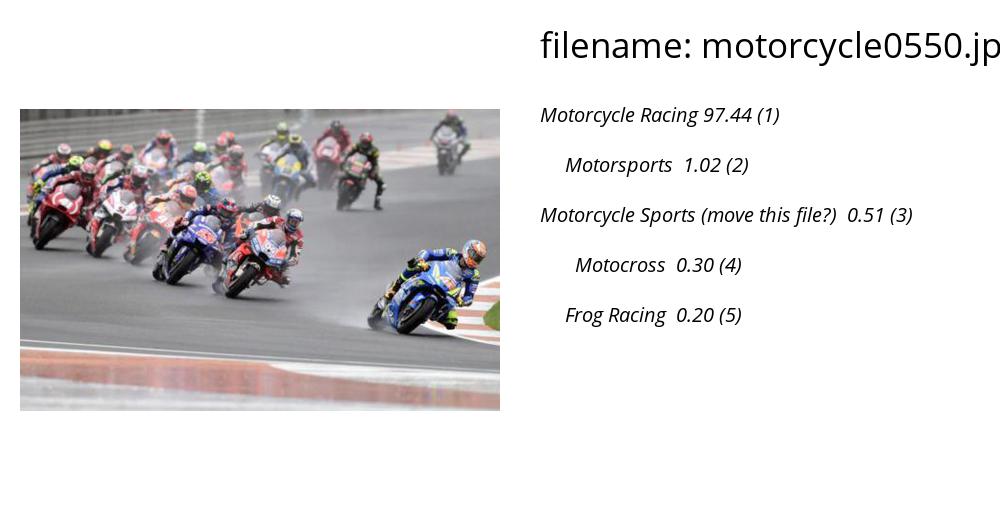 filename: motorcycle0550.jp
Motorcycle Racing 97.44 (1)
Motorsports 1.02 (2)
Motorcycle Sports (move this file?) 0.51 (3)
Motocross 0.30 (4)
Frog Racing 0.20 (5)